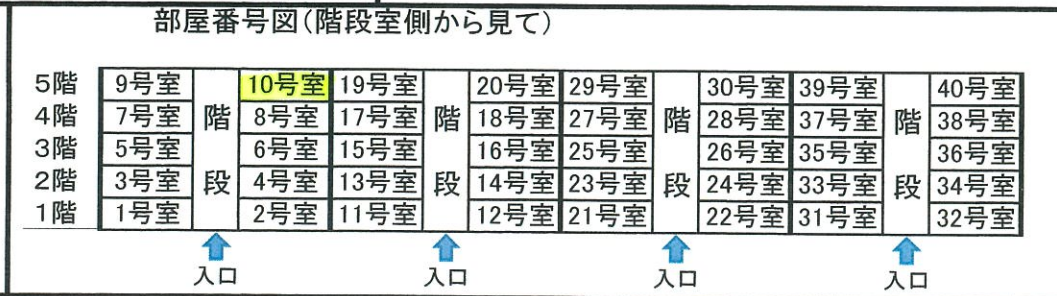 部屋番号図(階段室側から見て)
5階 9号室 10号室 19号室 20号室 29号室 30号室 39号室 40号室
4階 7号室 階 8号室 17号室 階 18号室 27号室 階 28号室 37号室 階 38号室
3階 5号室 6号室 15号室 16号室 25号室 26号室 35号室 36号室
2階 3号室 段 4号室 13号室 段 14号室 23号室 段 24号室 33号室 段 34号室
1階 1号室 2号室 11号室 12号室 21号室 22号室 31号室 32号室
入口 入口 入口 入口